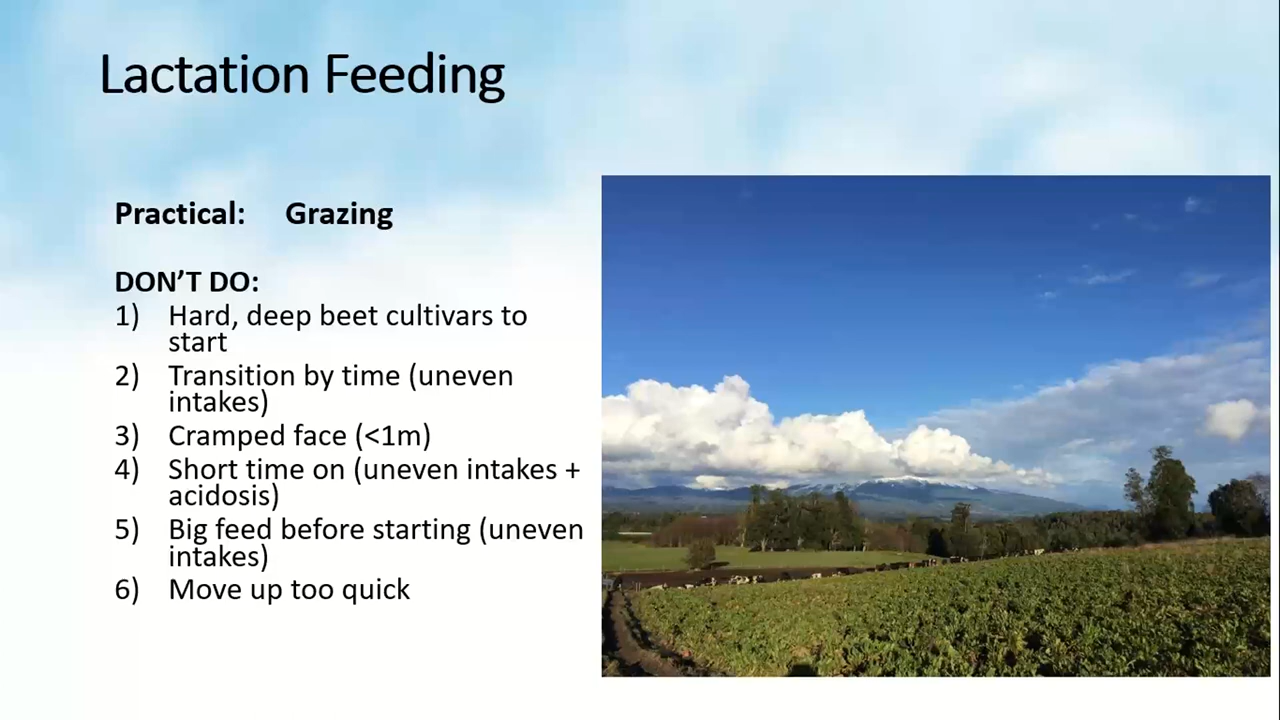 Lactation Feeding
Practical: Grazing
DON’T DO:
1) Hard, deep beet cultivars to
start
2) Transition by time (uneven
intakes)
3) Cramped face (<1m)
4) Short time on (uneven intakes +
acidosis)
5) Big feed before starting (uneven
intakes)
6) Move up too quick